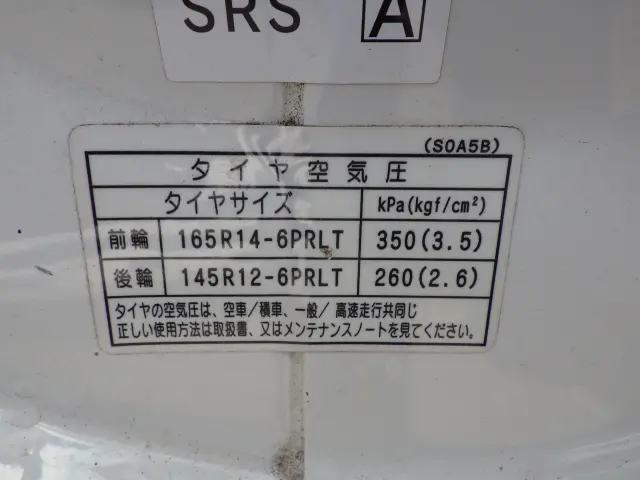 SRS A
(S0A5B)
タイヤ空気圧
タイヤサイズ kPa(kgf/cm²)
前輪 165R14-6PRLT 350(3.5)
後輪 145R12-6PRLT 260(2.6)
タイヤの空気圧は、空車／積車、一般／高速走行共同じ
正しい使用方法は取扱書、又はメンテナンスノートを見てください。